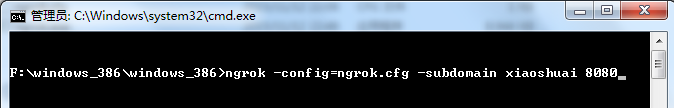 管理员: C:\Windows\system32\cmd.exe
F:\windows_386\windows_386>ngrok -config=ngrok.cfg -subdomain xiaoshuai 8080_